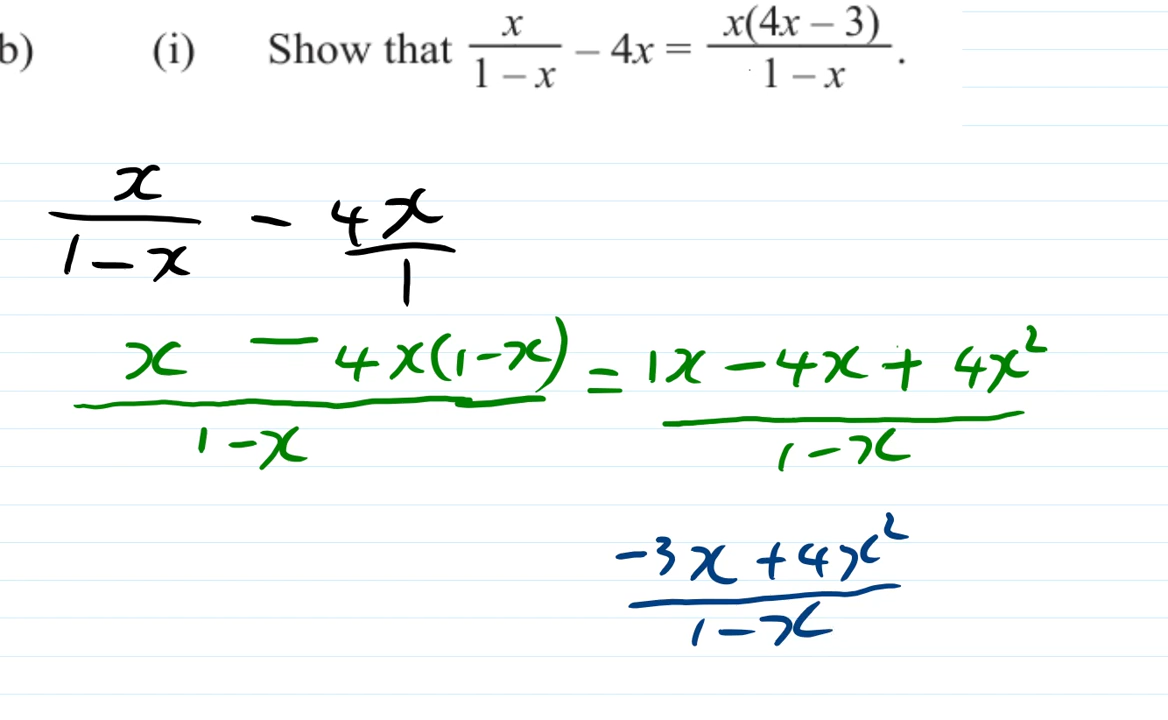 b) (i) Show that x/(1 – x) – 4x = x(4x – 3)/(1 – x).
x/(1 – x) – 4x/1
(x – 4x(1 – x))/(1 – x) = (1x – 4x + 4x²)/(1 – x)
(-3x + 4x²)/(1 – x)